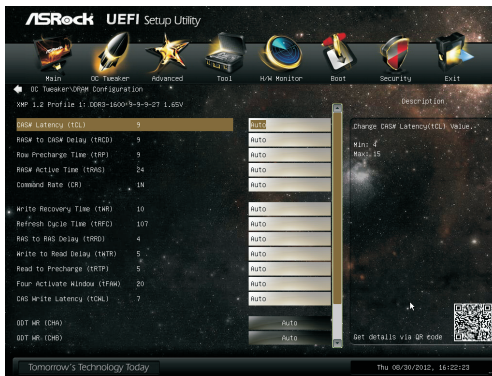 ASRock UEFI Setup Utility
Main OC Tweaker Advanced Tool H/W Monitor Boot Security Exit
OC Tweaker\DRAM Configuration
XMP 1.2 Profile 1: DDR3-1600 9-9-9-27 1.65V
Description
CAS# Latency (tCL) 9 Auto
Change CAS# Latency(tCL) Value.
RAS# to CAS# Delay (tRCD) 9 Auto
Min: 4
Row Precharge Time (tRP) 9 Auto
Max: 15
RAS# Active Time (tRAS) 24 Auto
Command Rate (CR) 1N Auto
Write Recovery Time (tWR) 10 Auto
Refresh Cycle Time (tRFC) 107 Auto
RAS to RAS Delay (tRRD) 4 Auto
Write to Read Delay (tWTR) 5 Auto
Read to Precharge (tRTP) 5 Auto
Four Activate Window (tFAW) 20 Auto
CAS Write Latency (tCWL) 7 Auto
ODT WR (CHA) Auto
ODT WR (CHB) Auto
Get details via QR code
Tomorrow's Technology Today
Thu 08/30/2012, 16:22:23